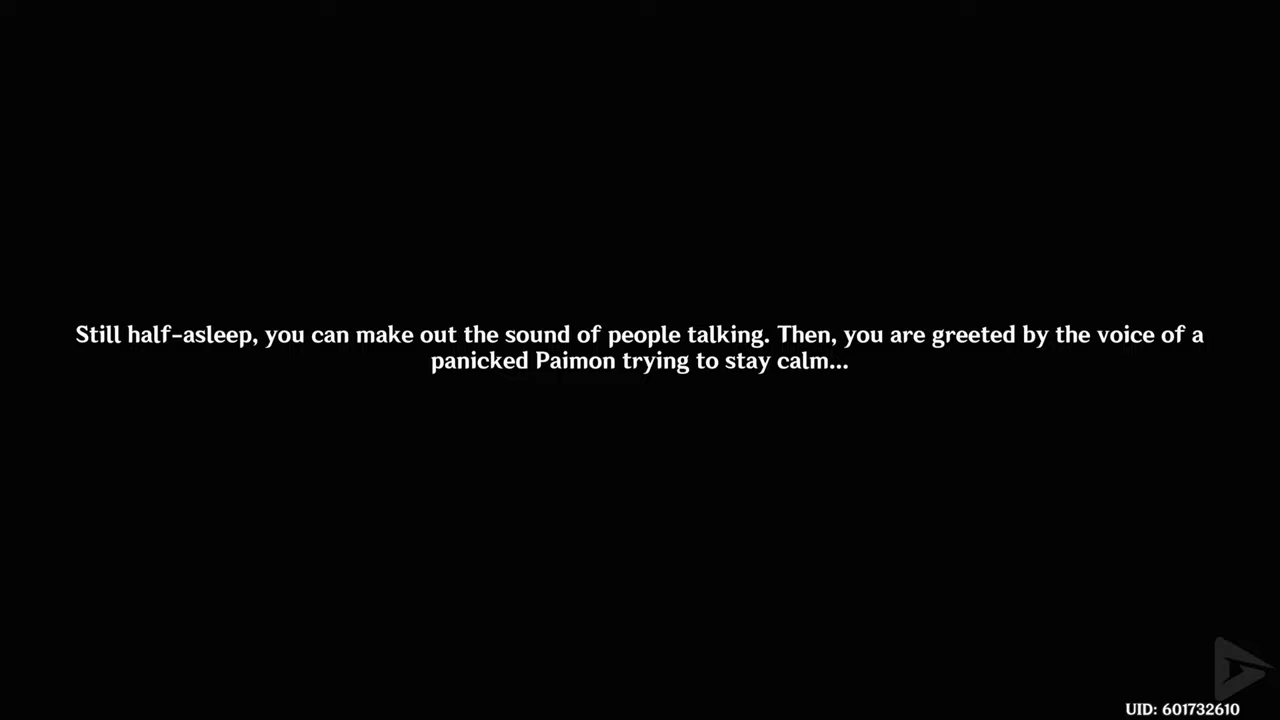 Still half-asleep, you can make out the sound of people talking. Then, you are greeted by the voice of a
panicked Paimon trying to stay calm...
UID: 601732610